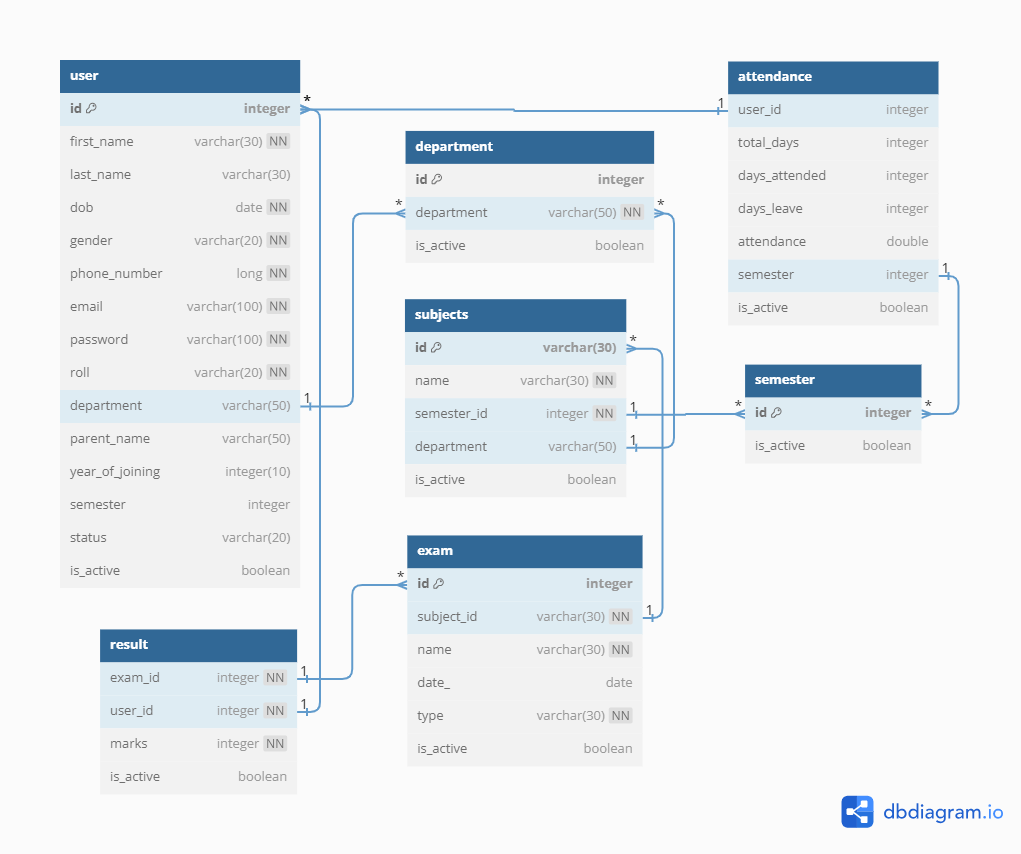 user
id integer
first_name varchar(30) NN
last_name varchar(30)
dob date NN
gender varchar(20) NN
phone_number long NN
email varchar(100) NN
password varchar(100) NN
roll varchar(20) NN
department varchar(50)
parent_name varchar(50)
year_of_joining integer(10)
semester integer
status varchar(20)
is_active boolean
*
1
department
id integer
department varchar(50) NN
is_active boolean
*
*
subjects
id varchar(30)
name varchar(30) NN
semester_id integer NN
department varchar(50)
is_active boolean
*
1
1
attendance
user_id integer
total_days integer
days_attended integer
days_leave integer
attendance double
semester integer
is_active boolean
1
1
semester
id integer
is_active boolean
*
*
exam
id integer
subject_id varchar(30) NN
name varchar(30) NN
date_ date
type varchar(30) NN
is_active boolean
*
1
result
exam_id integer NN
user_id integer NN
marks integer NN
is_active boolean
1
1
dbdiagram.io